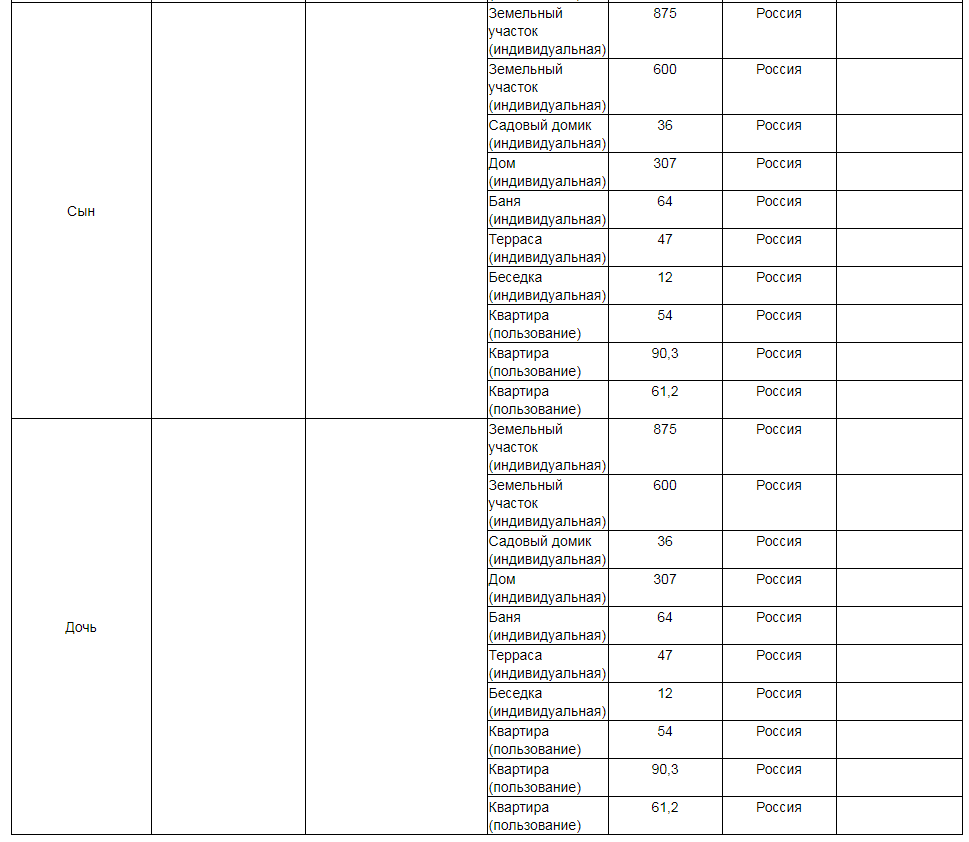 Земельный 875 Россия
участок
(индивидуальная)
Земельный 600 Россия
участок
(индивидуальная)
Садовый домик 36 Россия
(индивидуальная)
Дом 307 Россия
(индивидуальная)
Баня 64 Россия
Сын
(индивидуальная)
Терраса 47 Россия
(индивидуальная)
Беседка 12 Россия
(индивидуальная)
Квартира 54 Россия
(пользование)
Квартира 90,3 Россия
(пользование)
Квартира 61,2 Россия
(пользование)
Земельный 875 Россия
участок
(индивидуальная)
Земельный 600 Россия
участок
(индивидуальная)
Садовый домик 36 Россия
(индивидуальная)
Дом 307 Россия
(индивидуальная)
Баня 64 Россия
Дочь
(индивидуальная)
Терраса 47 Россия
(индивидуальная)
Беседка 12 Россия
(индивидуальная)
Квартира 54 Россия
(пользование)
Квартира 90,3 Россия
(пользование)
Квартира 61,2 Россия
(пользование)